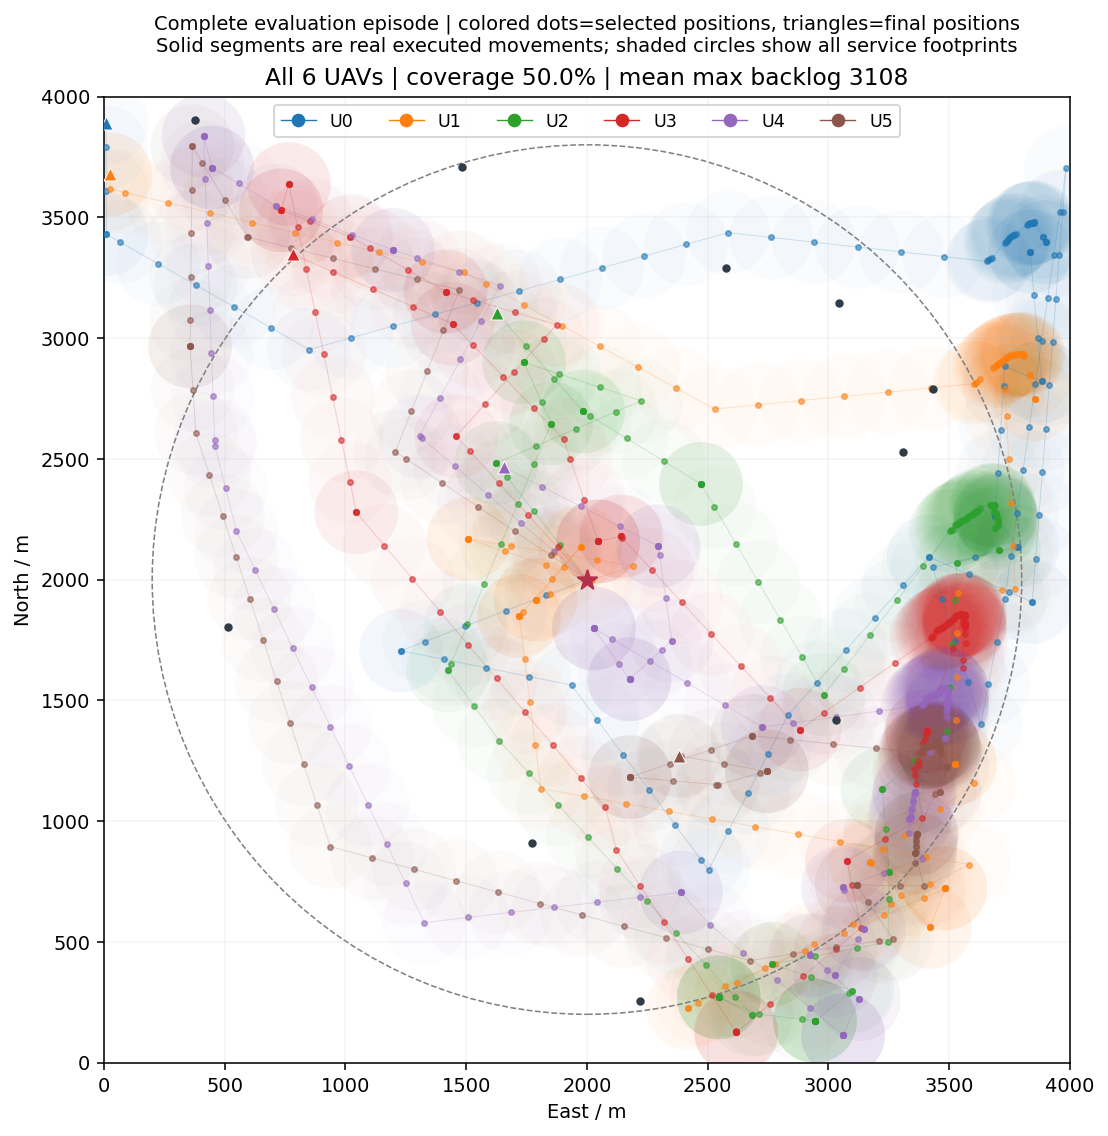 Complete evaluation episode | colored dots=selected positions, triangles=final positions
Solid segments are real executed movements; shaded circles show all service footprints
All 6 UAVs | coverage 50.0% | mean max backlog 3108
U0 U1 U2 U3 U4 U5
4000
3500
3000
2500
2000
1500
1000
500
0
North / m
0 500 1000 1500 2000 2500 3000 3500 4000
East / m